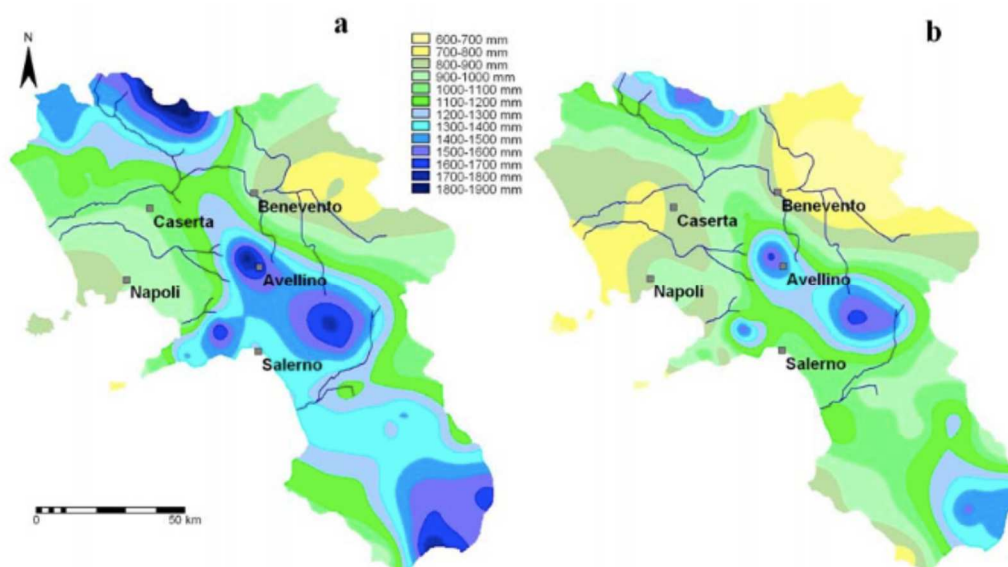 a
b
N
600-700 mm
700-800 mm
800-900 mm
900-1000 mm
1000-1100 mm
1100-1200 mm
1200-1300 mm
1300-1400 mm
1400-1500 mm
1500-1600 mm
1600-1700 mm
1700-1800 mm
1800-1900 mm
Benevento
Caserta
Avellino
Napoli
Salerno
Benevento
Caserta
Avellino
Napoli
Salerno
0 50 km